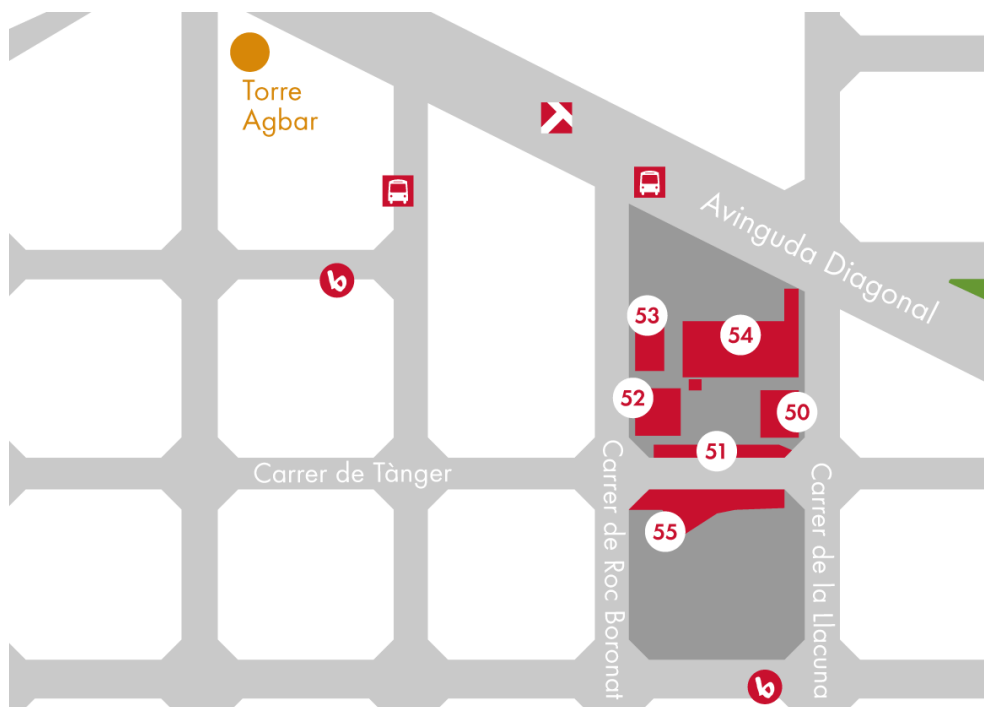 Torre
Agbar
Avinguda Diagonal
53
54
52
50
51
Carrer de Tànger
Carrer de Roc Boronat
Carrer de la Llacuna
55
b
b